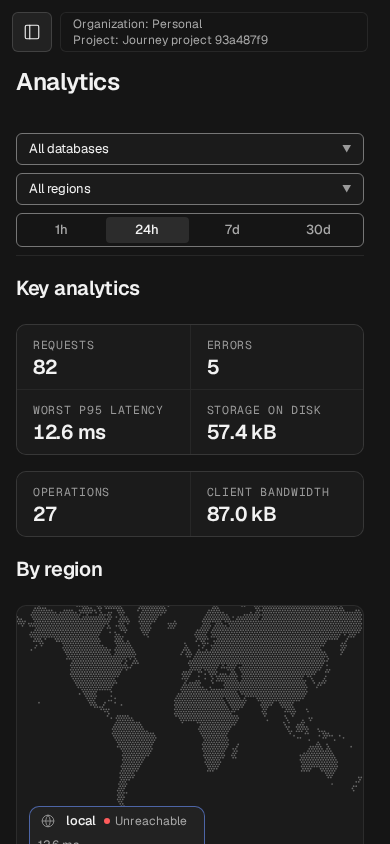 Organization: Personal
Project: Journey project 93a487f9
Analytics
All databases
All regions
1h 24h 7d 30d
Key analytics
REQUESTS ERRORS
82 5
WORST P95 LATENCY STORAGE ON DISK
12.6 ms 57.4 kB
OPERATIONS CLIENT BANDWIDTH
27 87.0 kB
By region
local Unreachable